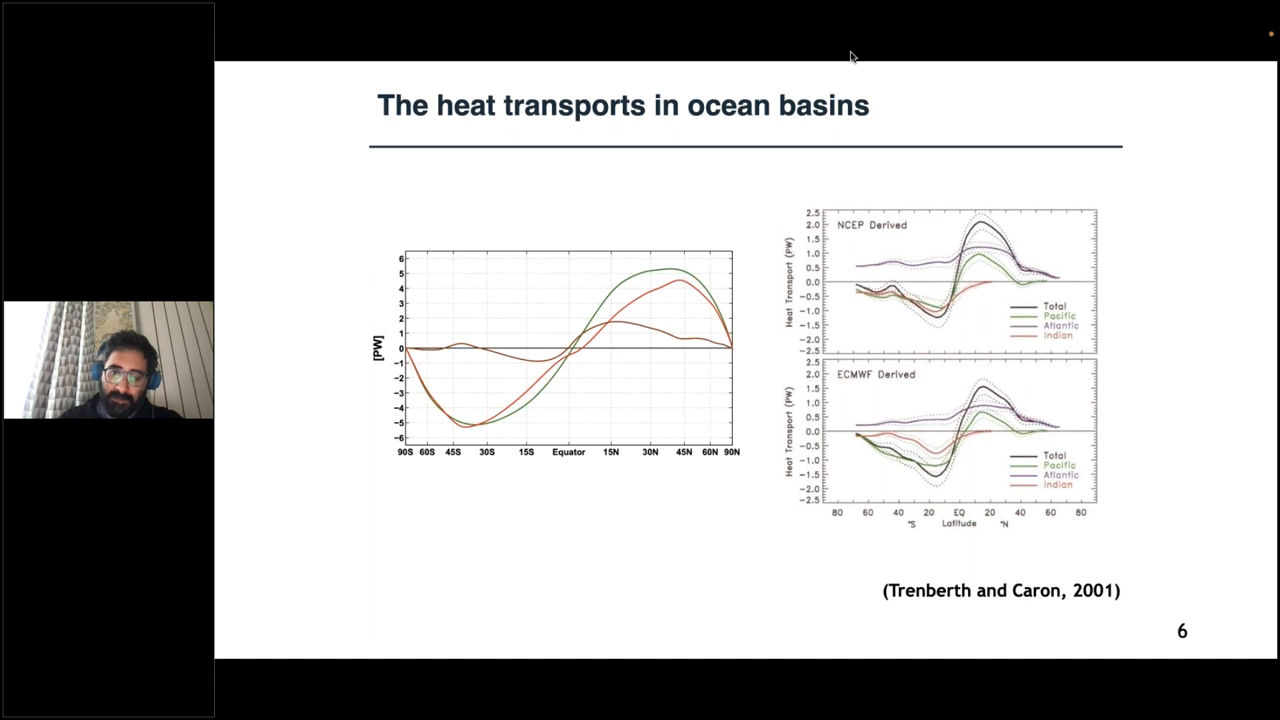 The heat transports in ocean basins
[PW]
6
5
4
3
2
1
0
−1
−2
−3
−4
−5
−6
90S 60S 45S 30S 15S Equator 15N 30N 45N 60N 90N
NCEP Derived
Heat Transport (PW)
2.5
2.0
1.5
1.0
0.5
0.0
−0.5
−1.0
−1.5
−2.0
−2.5
Total
Pacific
Atlantic
Indian
ECMWF Derived
Heat Transport (PW)
2.5
2.0
1.5
1.0
0.5
0.0
−0.5
−1.0
−1.5
−2.0
−2.5
Total
Pacific
Atlantic
Indian
80 60 40 20 EQ 20 40 60 80
°S Latitude °N
(Trenberth and Caron, 2001)
6